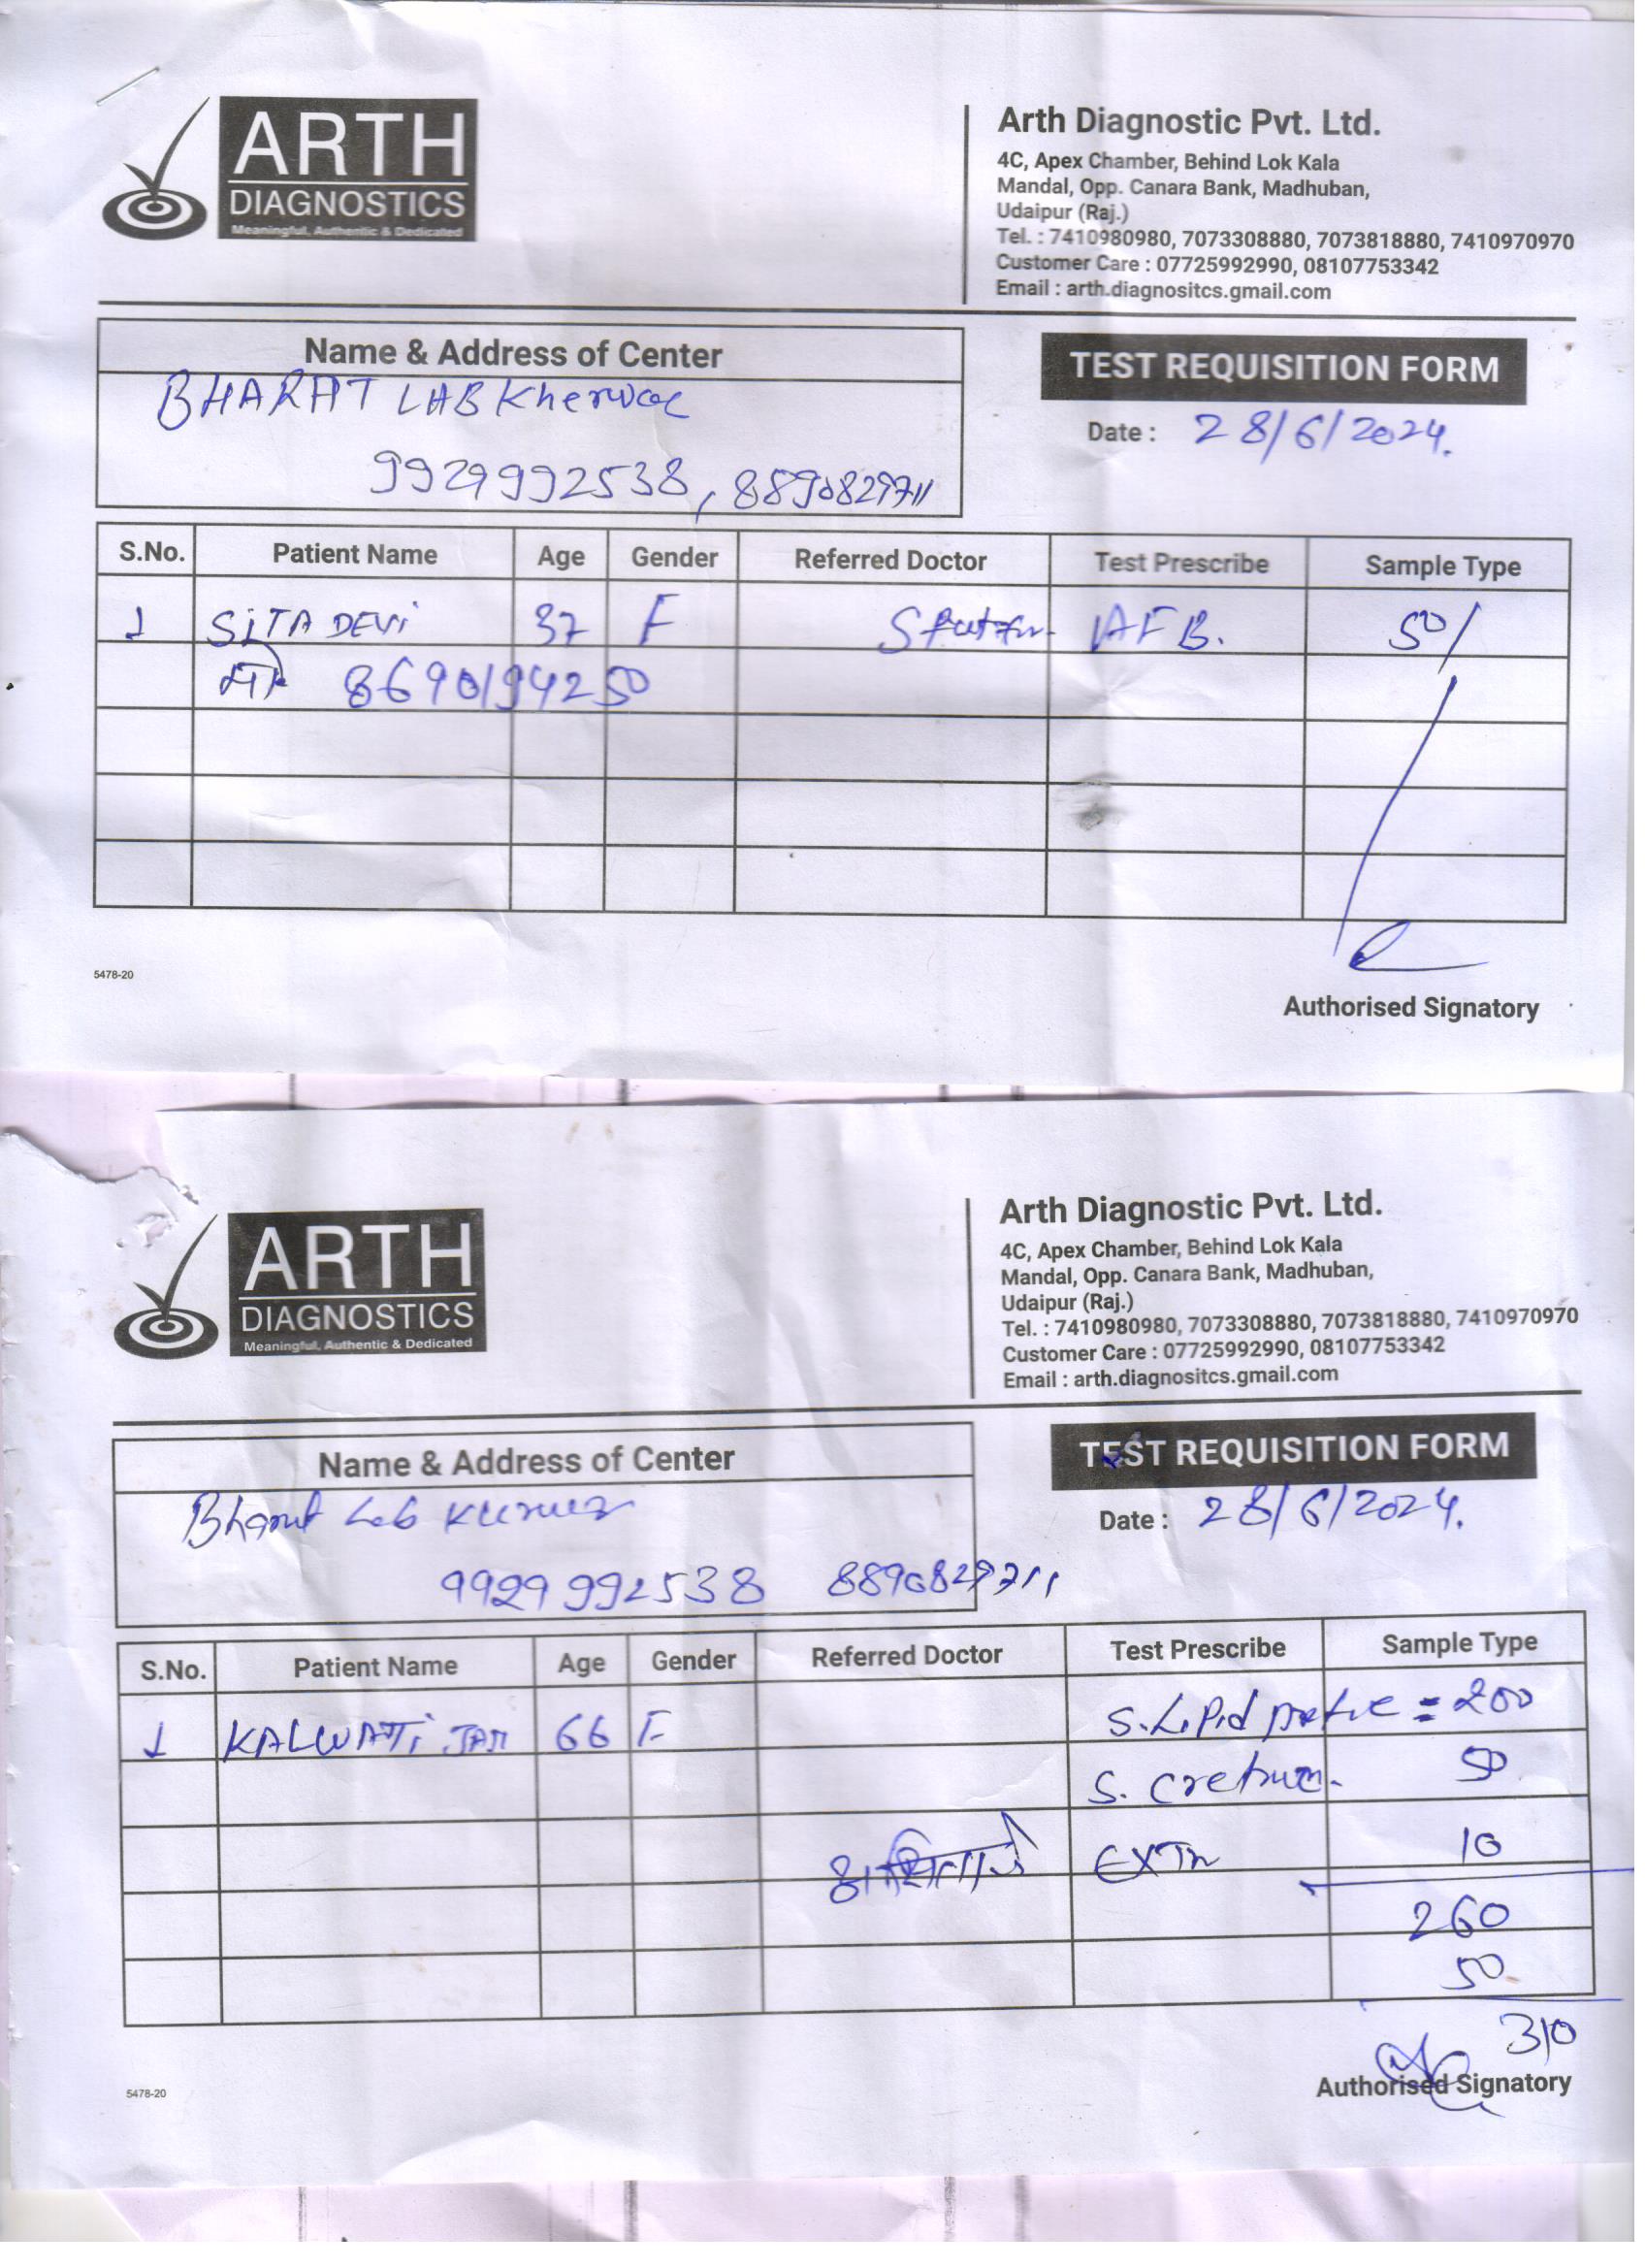 ARTH
DIAGNOSTICS
Meaningful, Authentic & Dedicated
Arth Diagnostic Pvt. Ltd.
4C, Apex Chamber, Behind Lok Kala
Mandal, Opp. Canara Bank, Madhuban,
Udaipur (Raj.)
Tel. : 7410980980, 7073308880, 7073818880, 7410970970
Customer Care : 07725992990, 08107753342
Email : arth.diagnositcs.gmail.com
Name & Address of Center
TEST REQUISITION FORM
BHARAT LAB
Date : 28/6/2024.
9929992538, 8890829711
S.No. Patient Name Age Gender Referred Doctor Test Prescribe Sample Type
1 SITA DEVI 37 F AFB. 50/
8690194250
5478-20
Authorised Signatory
ARTH
DIAGNOSTICS
Meaningful, Authentic & Dedicated
Arth Diagnostic Pvt. Ltd.
4C, Apex Chamber, Behind Lok Kala
Mandal, Opp. Canara Bank, Madhuban,
Udaipur (Raj.)
Tel. : 7410980980, 7073308880, 7073818880, 7410970970
Customer Care : 07725992990, 08107753342
Email : arth.diagnositcs.gmail.com
Name & Address of Center
TEST REQUISITION FORM
Bharat Lab
Date : 28/6/2024.
9929992538 8890829711
S.No. Patient Name Age Gender Referred Doctor Test Prescribe Sample Type
1 KALWATI 66 F S. Lipid = 200
S. 50
10
260
50
310
5478-20
Authorised Signatory